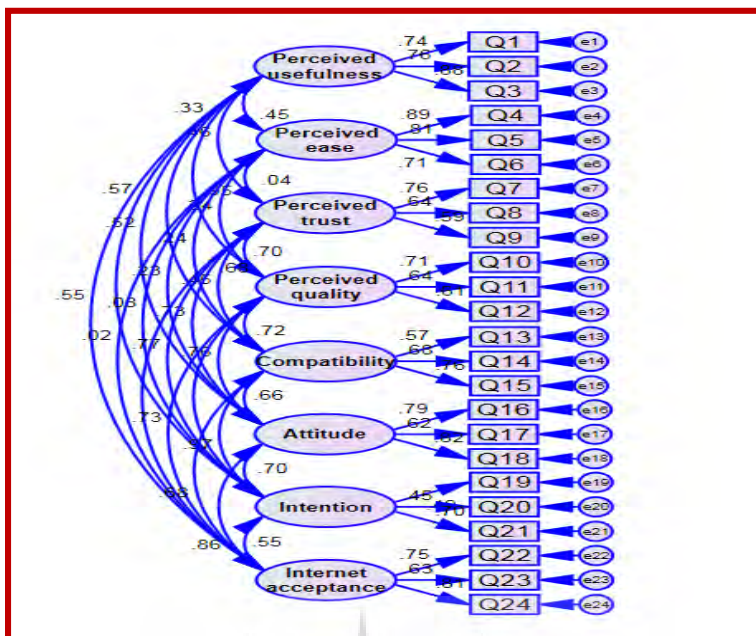 .74
Q1
e1
Perceived
usefulness
.76
Q2
e2
Q3
e3
.33
.45
.89
Q4
e4
Perceived
ease
.81
Q5
e5
.71
Q6
e6
.04
.76
Q7
e7
.57
Perceived
trust
.64
Q8
e8
.52
Q9
e9
.70
.71
Q10
e10
Perceived
quality
.64
Q11
e11
.55
Q12
e12
.02
.72
.57
Q13
e13
Compatibility
.68
Q14
e14
.77
Q15
e15
.66
.79
Q16
e16
.73
Attitude
.62
Q17
e17
Q18
e18
.70
Q19
e19
Intention
.45
Q20
e20
.70
Q21
e21
.86
.55
.75
Q22
e22
Internet
acceptance
.63
Q23
e23
Q24
e24